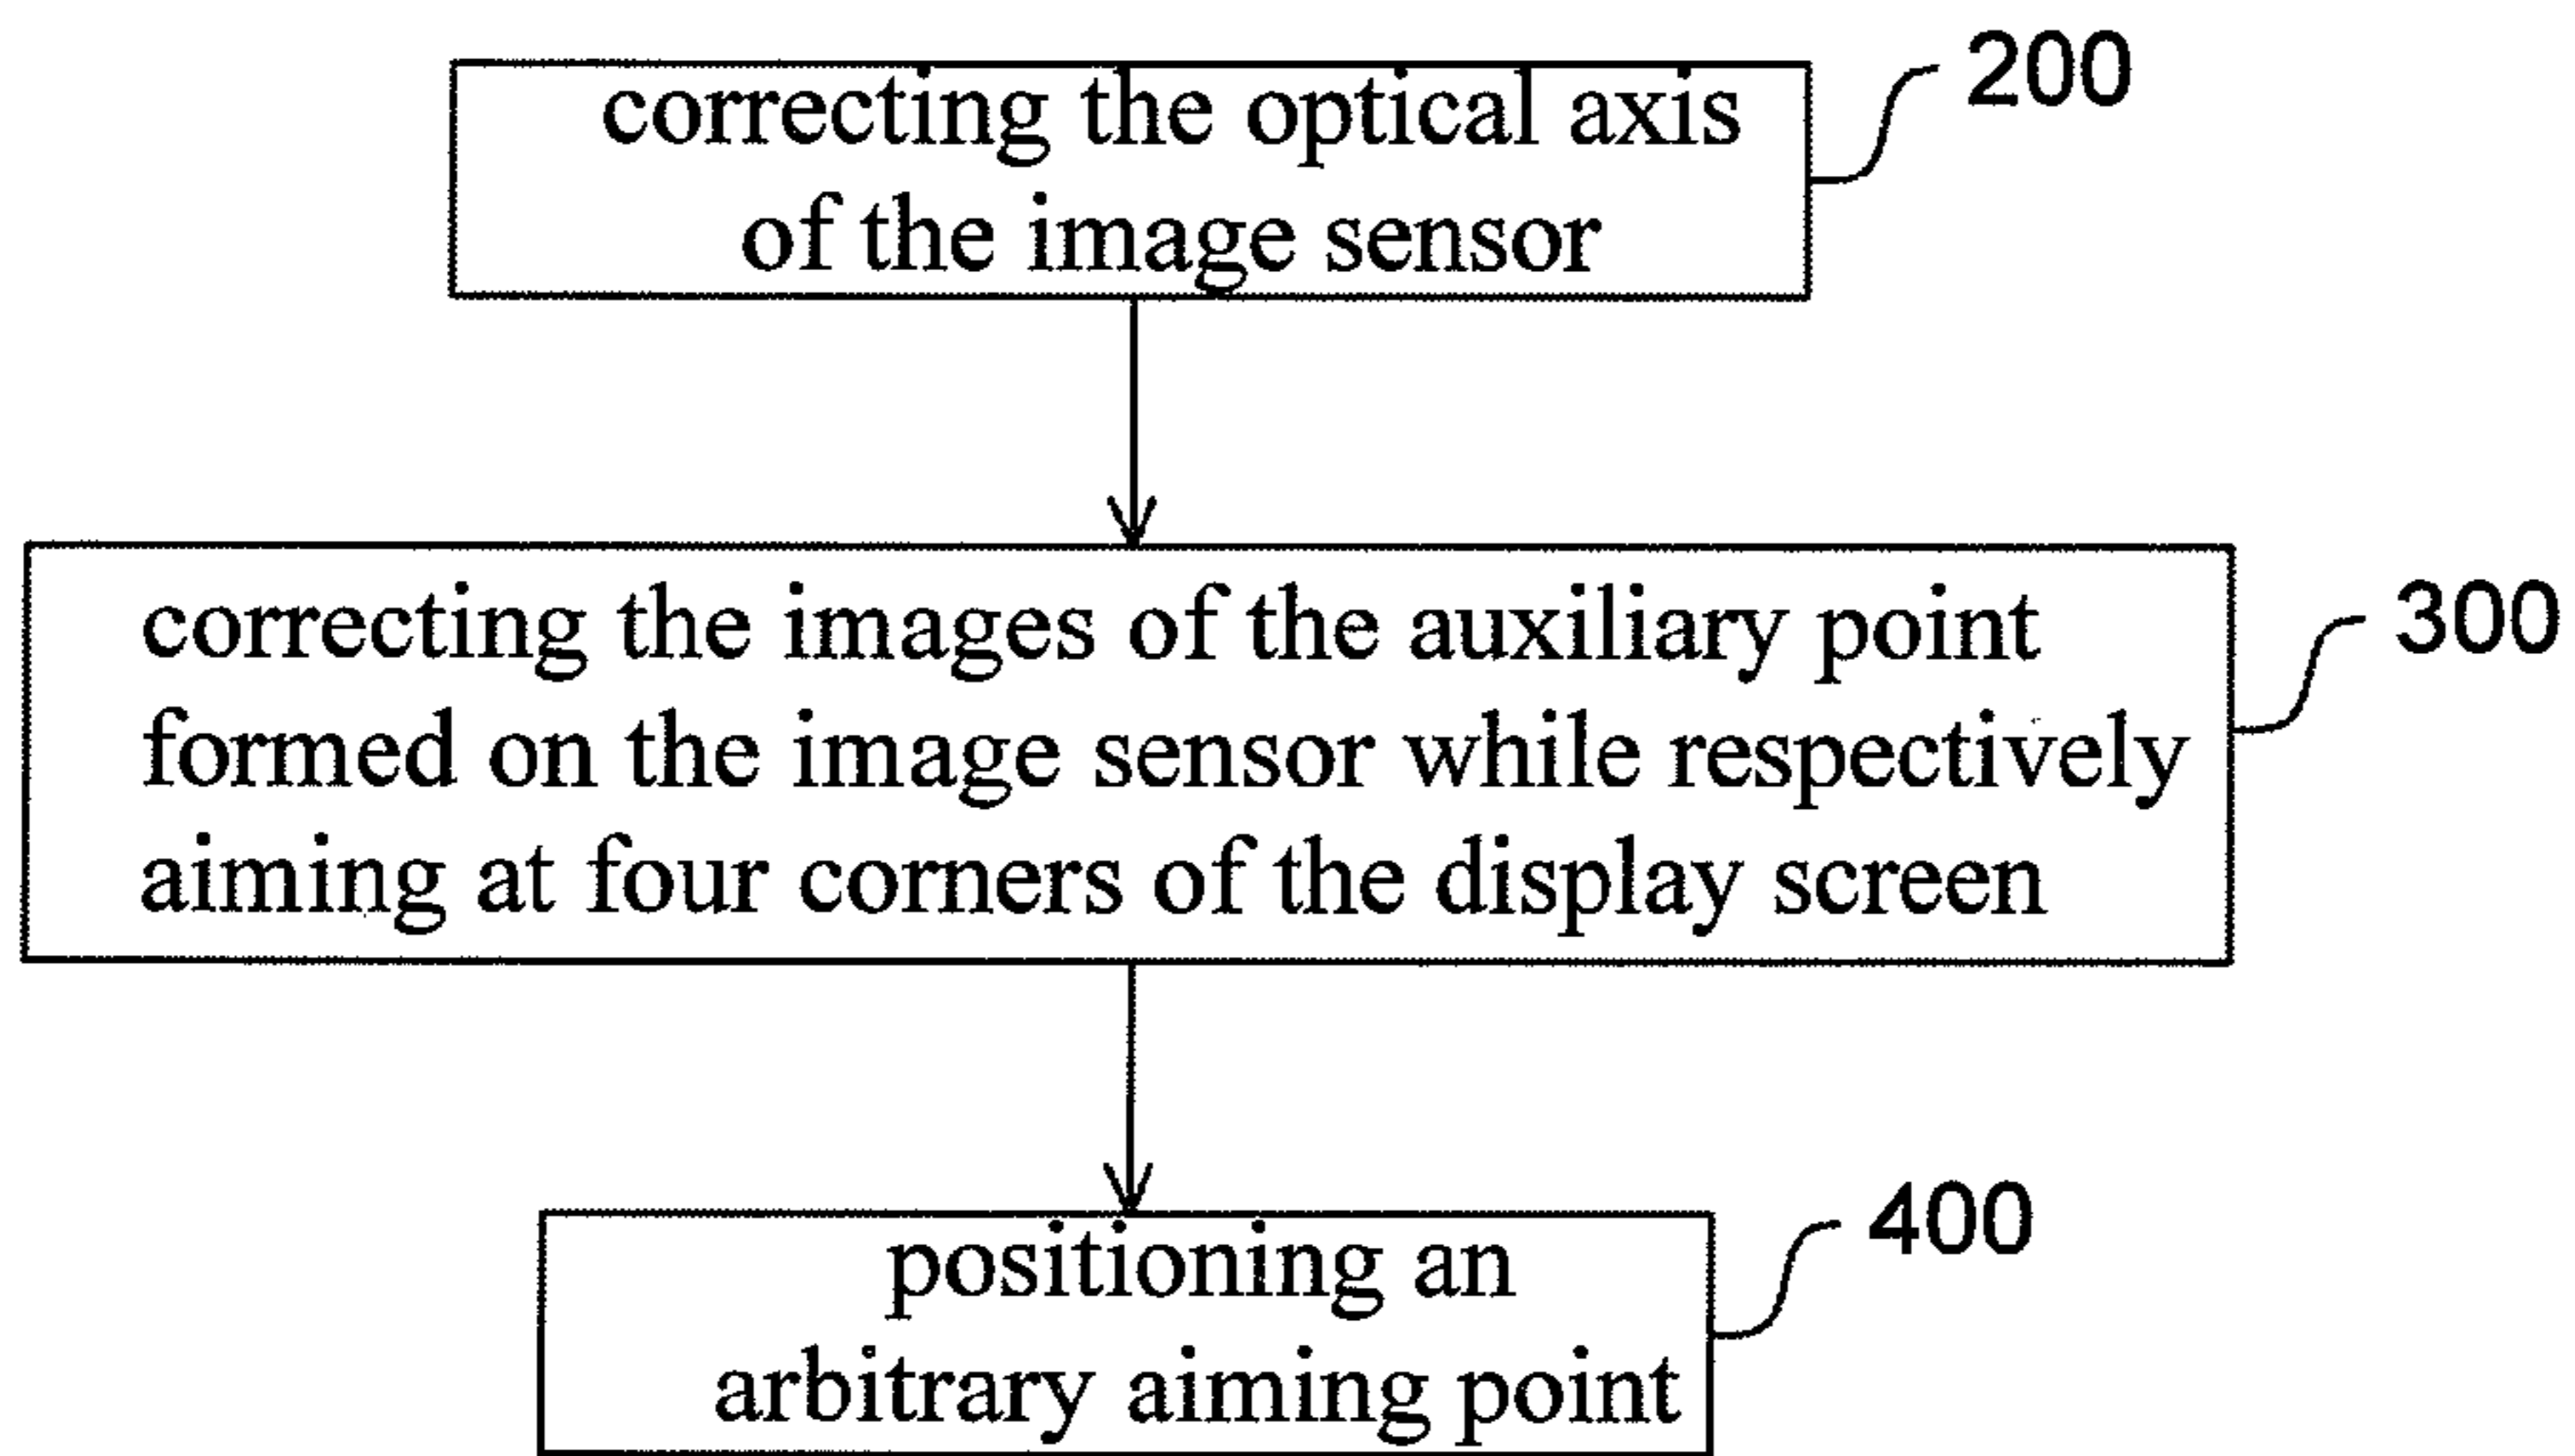 correcting the optical axis
of the image sensor
200
correcting the images of the auxiliary point
formed on the image sensor while respectively
aiming at four corners of the display screen
300
positioning an
arbitrary aiming point
400